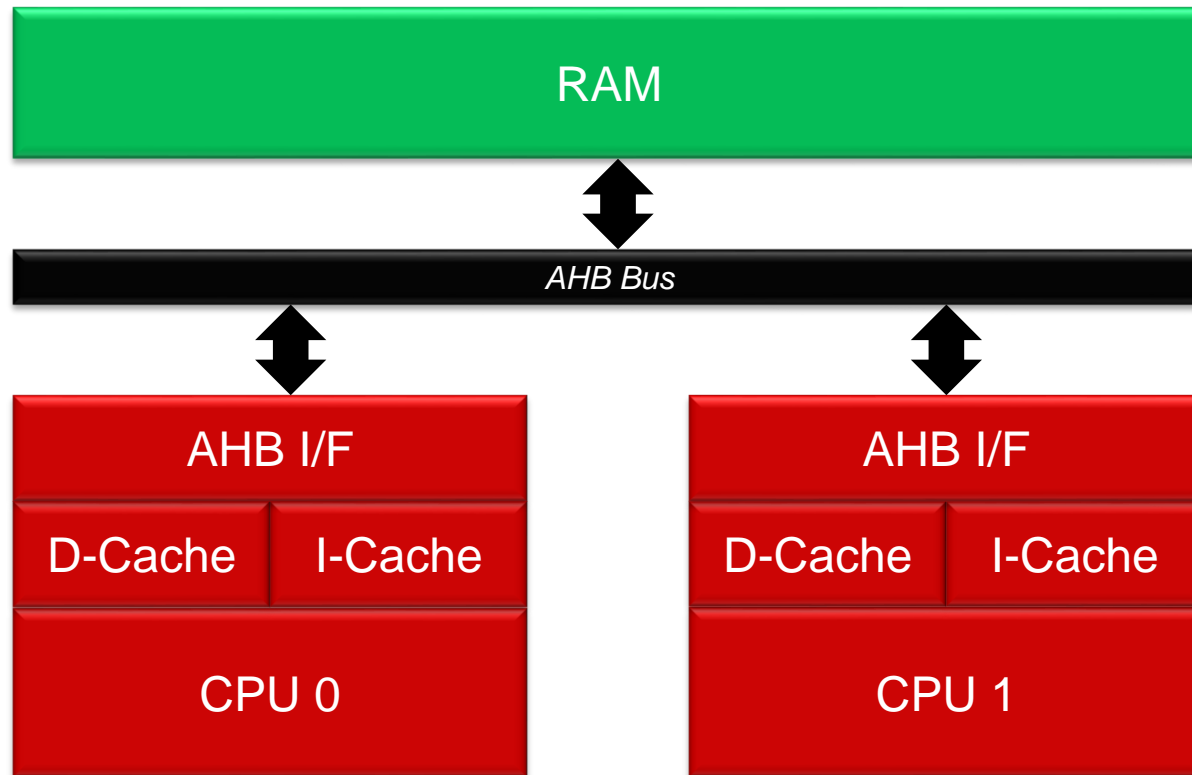 RAM
AHB Bus
AHB I/F
AHB I/F
D-Cache
I-Cache
D-Cache
I-Cache
CPU 0
CPU 1